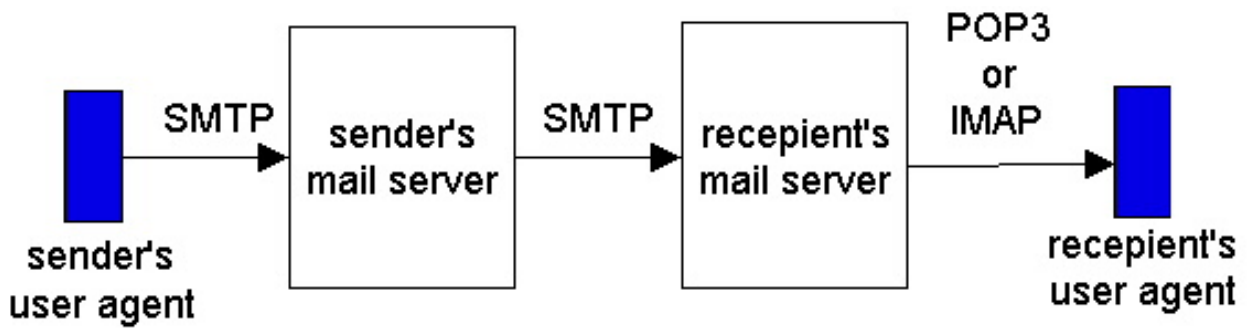 SMTP
sender's
mail server
SMTP
recepient's
mail server
POP3
or
IMAP
sender's
user agent
recepient's
user agent